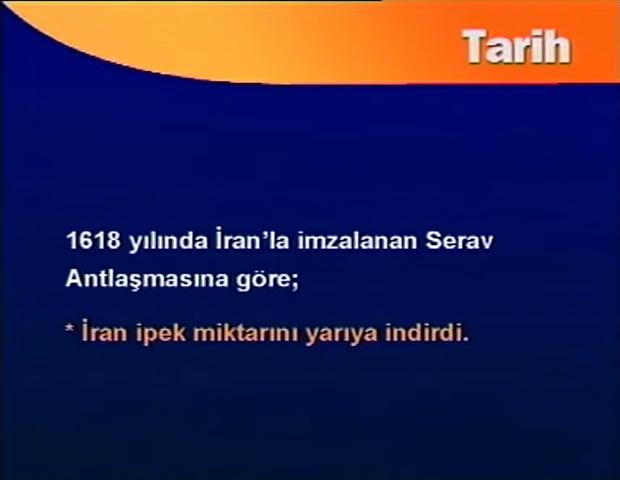 Tarih
1618 yılında İran'la imzalanan Serav
Antlaşmasına göre;
* İran ipek miktarını yarıya indirdi.